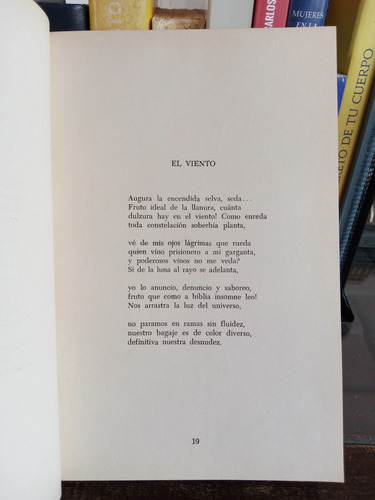 CARLOS
MUJERES
EN LA
DE TU CUERPO
EL VIENTO
Augura la encendida selva, seda...
Fruto ideal de la llanura, cuánta
dulzura hay en el viento! Como enreda
toda constelación soberbia planta,
vé de mis ojos lágrimas que rueda
quien vino prisionero a mi garganta,
y poderosos vinos no me veda?
Si de la luna al rayo se adelanta,
yo lo anuncio, denuncio y saboreo,
fruto que como a biblia insomne leo!
Nos arrastra la luz del universo,
no paramos en ramas sin fluidez,
nuestro bagaje es de color diverso,
definitiva nuestra desnudez.
19